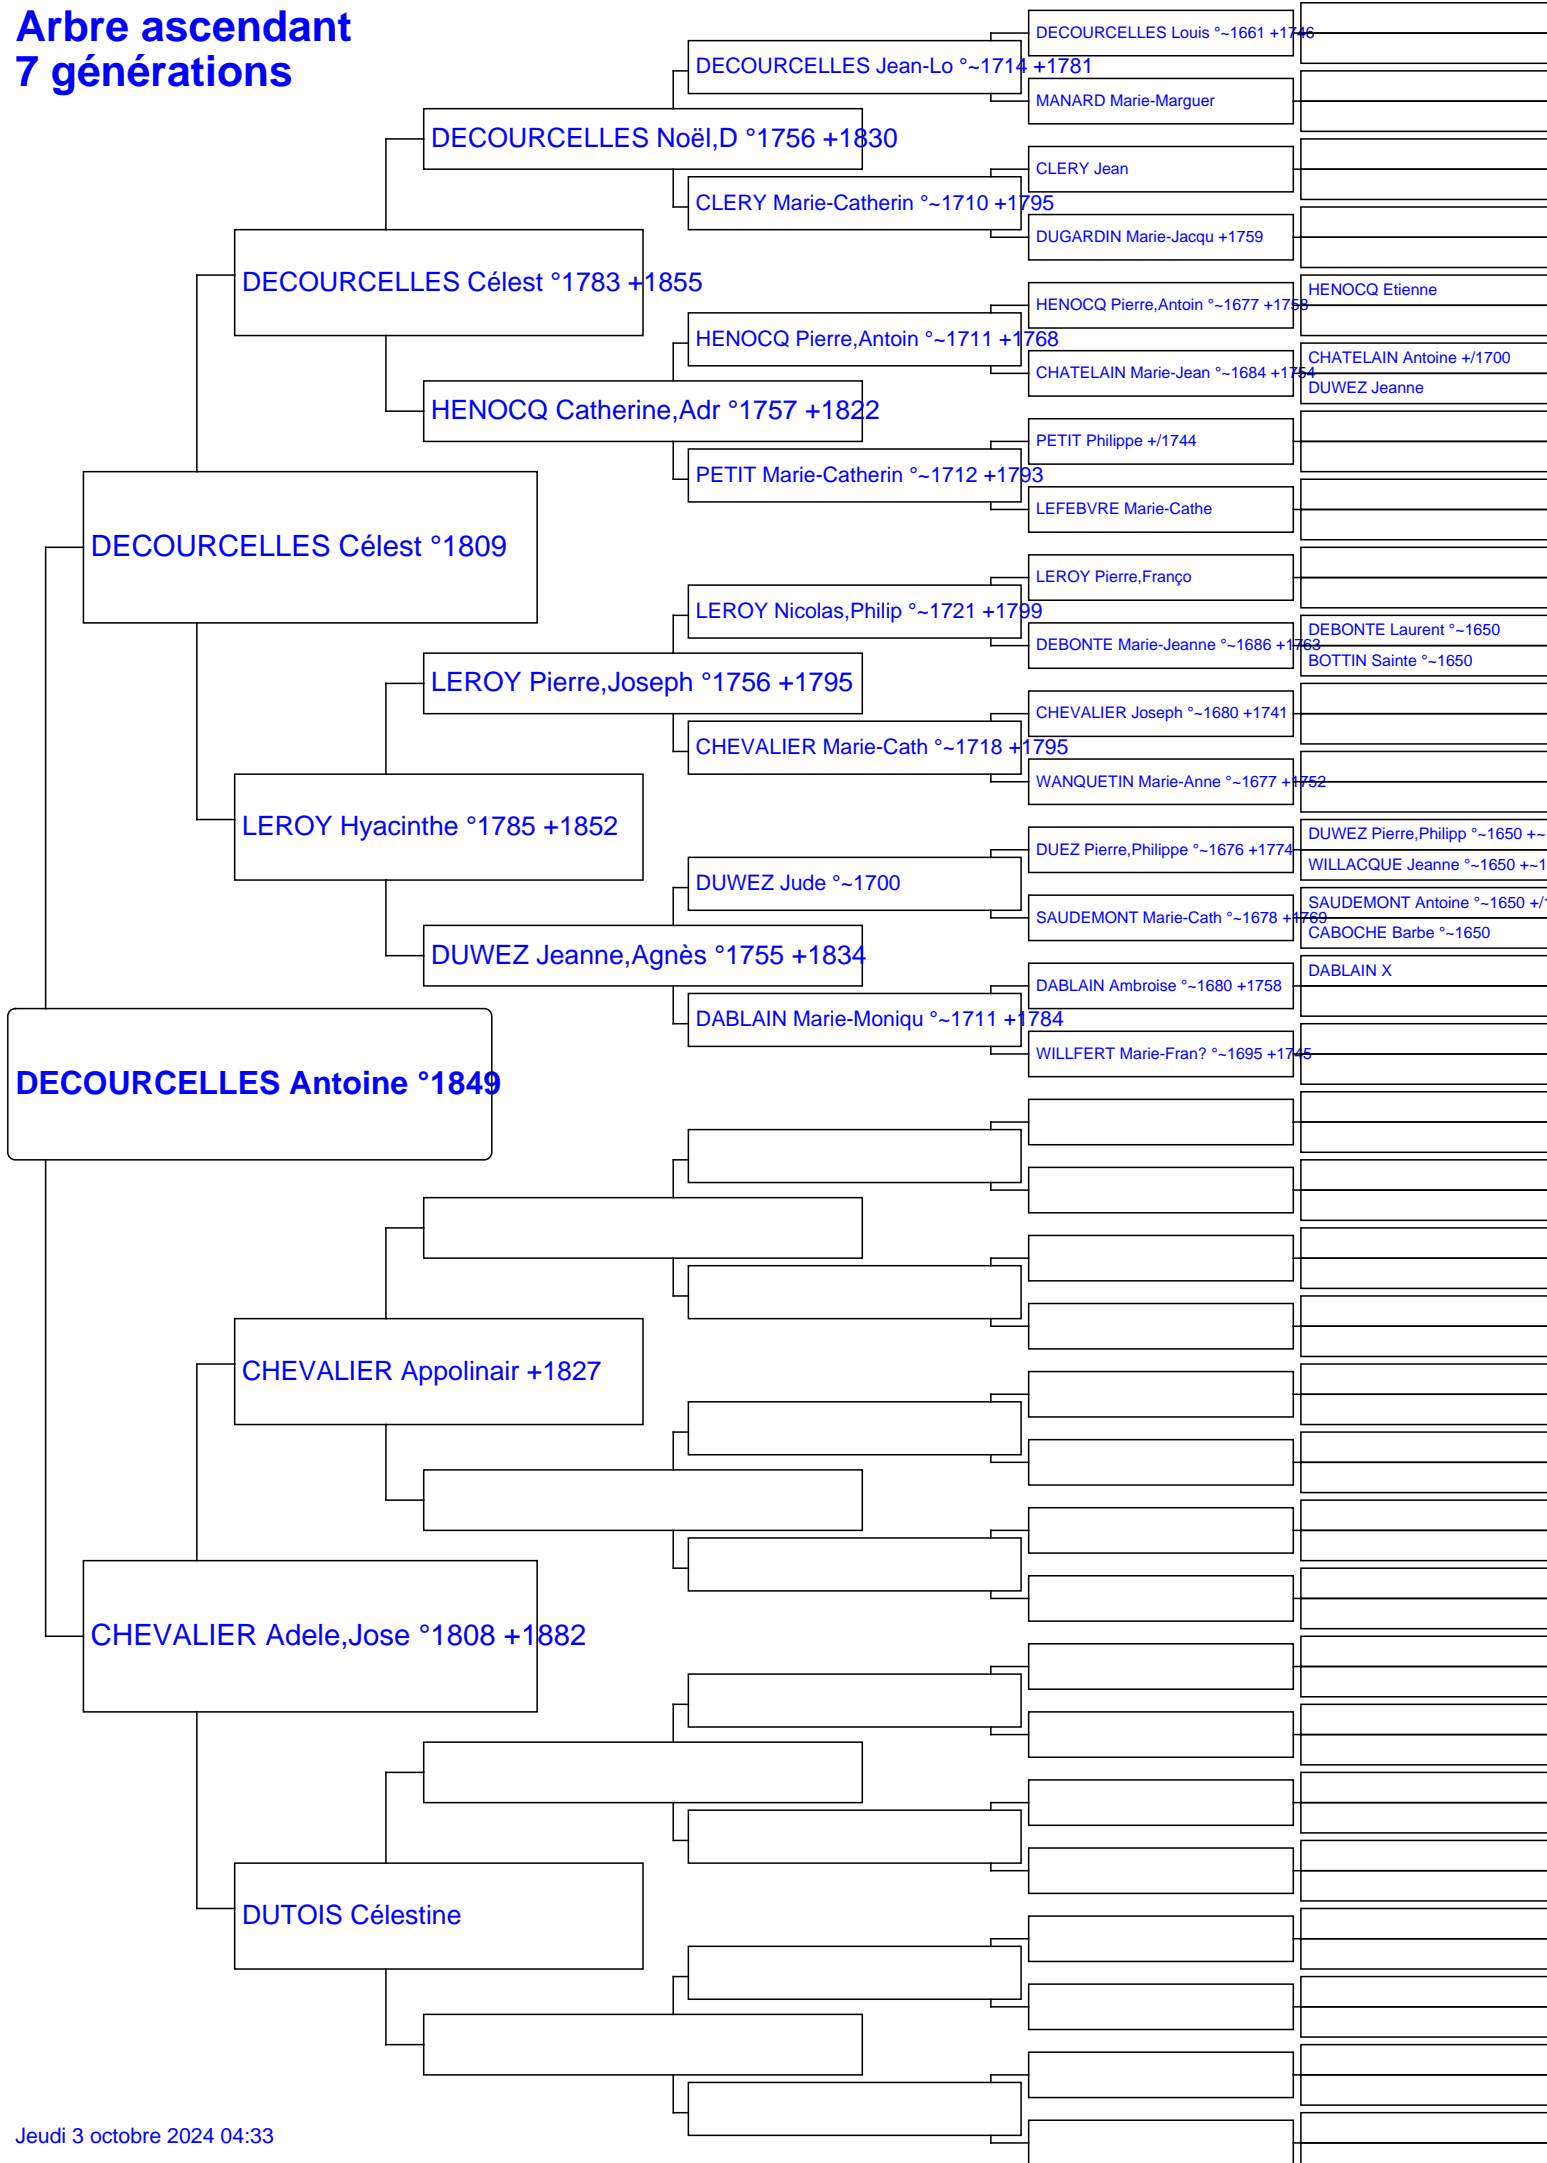 Arbre ascendant
7 générations
DECOURCELLES Louis °~1661 +1746
DECOURCELLES Jean-Lo °~1714 +1781
MANARD Marie-Marguer
DECOURCELLES Noël,D °1756 +1830
CLERY Jean
CLERY Marie-Catherin °~1710 +1795
DUGARDIN Marie-Jacqu +1759
DECOURCELLES Célest °1783 +1855
HENOCQ Etienne
HENOCQ Pierre,Antoin °~1677 +1758
HENOCQ Pierre,Antoin °~1711 +1768
CHATELAIN Antoine +/1700
CHATELAIN Marie-Jean °~1684 +1754
DUWEZ Jeanne
HENOCQ Catherine,Adr °1757 +1822
PETIT Philippe +/1744
PETIT Marie-Catherin °~1712 +1793
LEFEBVRE Marie-Cathe
DECOURCELLES Célest °1809
LEROY Pierre,Franço
LEROY Nicolas,Philip °~1721 +1799
DEBONTE Laurent °~1650
DEBONTE Marie-Jeanne °~1686 +1763
BOTTIN Sainte °~1650
LEROY Pierre,Joseph °1756 +1795
CHEVALIER Joseph °~1680 +1741
CHEVALIER Marie-Cath °~1718 +1795
WANQUETIN Marie-Anne °~1677 +1752
LEROY Hyacinthe °1785 +1852
DUWEZ Pierre,Philipp °~1650 +~
DUEZ Pierre,Philippe °~1676 +1774
WILLACQUE Jeanne °~1650 +~1
DUWEZ Jude °~1700
SAUDEMONT Antoine °~1650 +/1
SAUDEMONT Marie-Cath °~1678 +1769
CABOCHE Barbe °~1650
DUWEZ Jeanne,Agnès °1755 +1834
DABLAIN X
DABLAIN Ambroise °~1680 +1758
DABLAIN Marie-Moniqu °~1711 +1784
WILLFERT Marie-Fran? °~1695 +1745
DECOURCELLES Antoine °1849
CHEVALIER Appolinair +1827
CHEVALIER Adele,Jose °1808 +1882
DUTOIS Célestine
Jeudi 3 octobre 2024 04:33